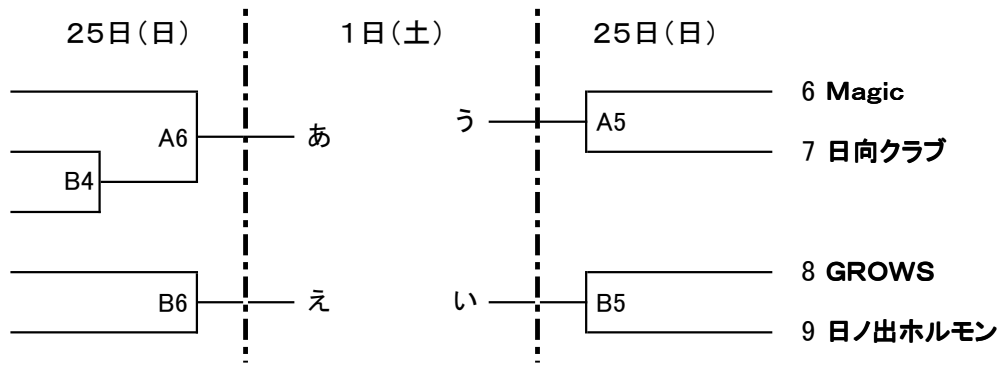 25日(日) 1日(土) 25日(日)
6 Magic
う A5
A6 あ
7 日向クラブ
B4
8 GROWS
B6 え い B5
9 日ノ出ホルモン